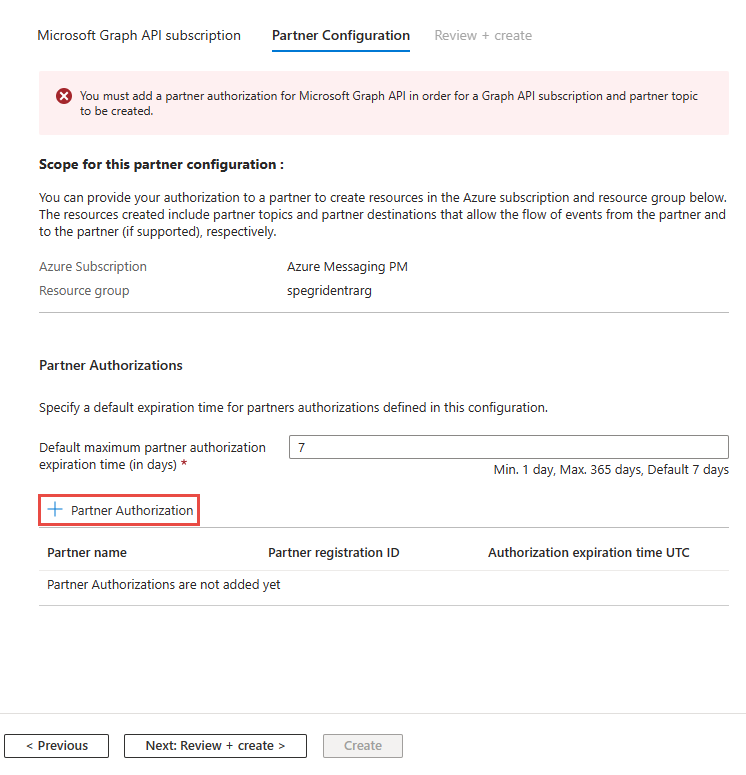 Microsoft Graph API subscription Partner Configuration Review + create
You must add a partner authorization for Microsoft Graph API in order for a Graph API subscription and partner topic
to be created.
Scope for this partner configuration :
You can provide your authorization to a partner to create resources in the Azure subscription and resource group below.
The resources created include partner topics and partner destinations that allow the flow of events from the partner and
to the partner (if supported), respectively.
Azure Subscription Azure Messaging PM
Resource group spegridentrarg
Partner Authorizations
Specify a default expiration time for partners authorizations defined in this configuration.
Default maximum partner authorization
expiration time (in days) *
7
Min. 1 day, Max. 365 days, Default 7 days
+ Partner Authorization
Partner name Partner registration ID Authorization expiration time UTC
Partner Authorizations are not added yet
< Previous Next: Review + create > Create